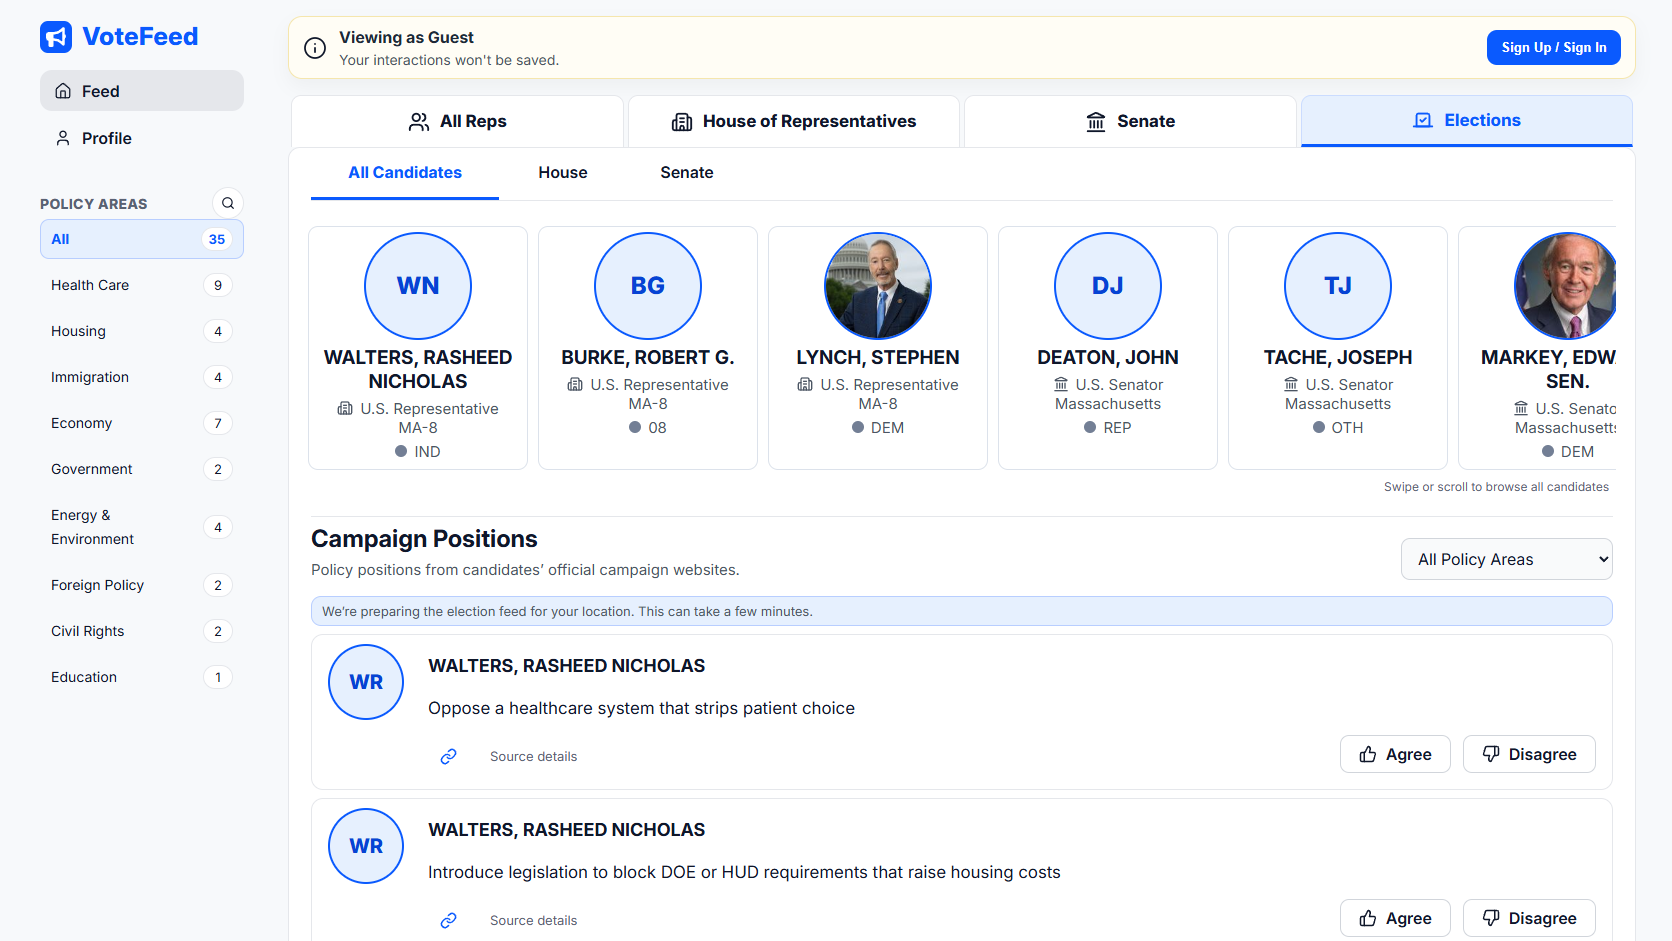 VoteFeed
Feed
Profile
POLICY AREAS
All 35
Health Care 9
Housing 4
Immigration 4
Economy 7
Government 2
Energy &
Environment 4
Foreign Policy 2
Civil Rights 2
Education 1
Viewing as Guest
Your interactions won't be saved.
Sign Up / Sign In
All Reps
House of Representatives
Senate
Elections
All Candidates
House
Senate
WN
WALTERS, RASHEED
NICHOLAS
U.S. Representative
MA-8
IND
BG
BURKE, ROBERT G.
U.S. Representative
MA-8
08
LYNCH, STEPHEN
U.S. Representative
MA-8
DEM
DJ
DEATON, JOHN
U.S. Senator
Massachusetts
REP
TJ
TACHE, JOSEPH
U.S. Senator
Massachusetts
OTH
MARKEY, EDW
SEN.
U.S. Senato
Massachusetts
DEM
Swipe or scroll to browse all candidates
Campaign Positions
Policy positions from candidates’ official campaign websites.
All Policy Areas
We’re preparing the election feed for your location. This can take a few minutes.
WR
WALTERS, RASHEED NICHOLAS
Oppose a healthcare system that strips patient choice
Source details
Agree
Disagree
WR
WALTERS, RASHEED NICHOLAS
Introduce legislation to block DOE or HUD requirements that raise housing costs
Source details
Agree
Disagree